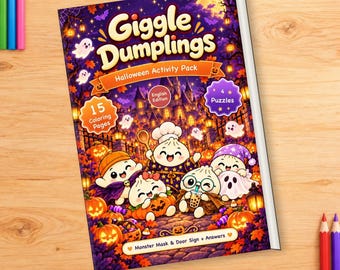 Giggle
Dumplings
Halloween Activity Pack
English
Edition
15
Coloring
Pages
Puzzles
Monster Mask & Door Sign + Answers